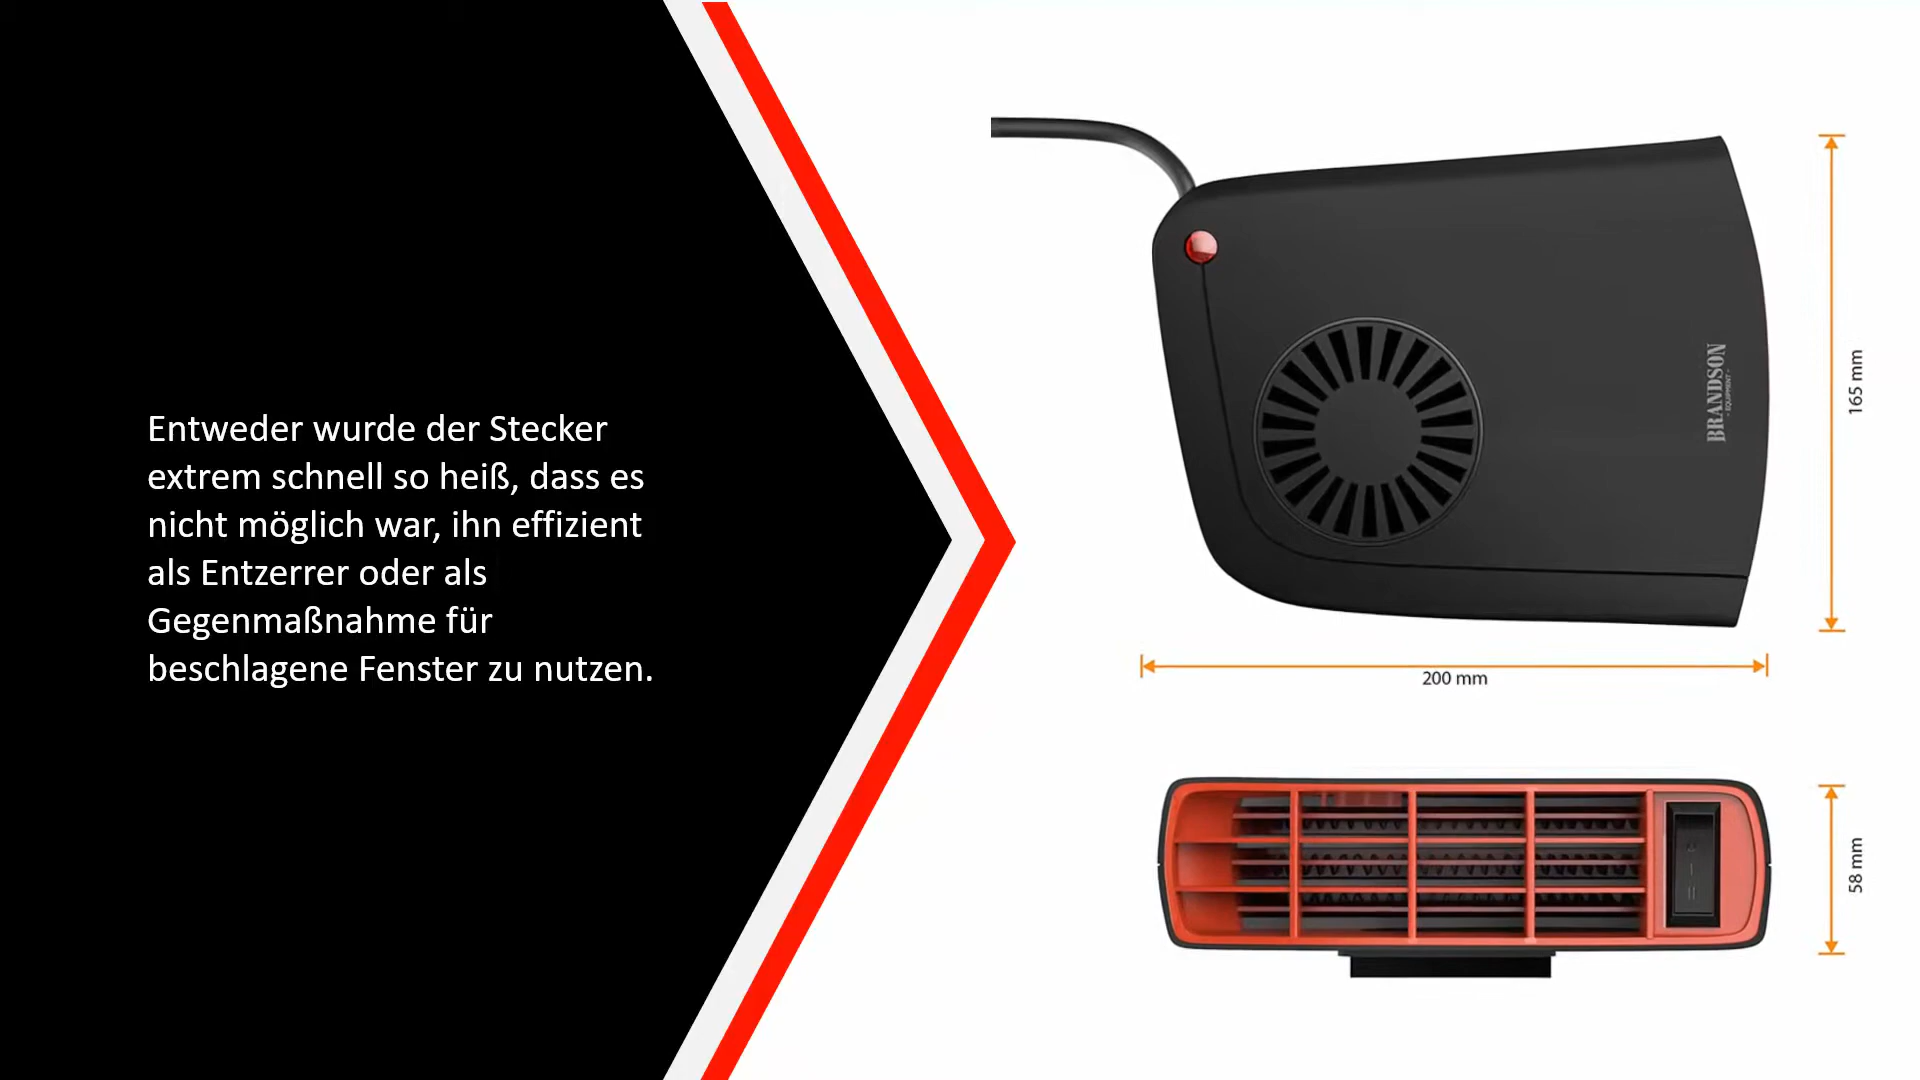 Entweder wurde der Stecker
extrem schnell so heiß, dass es
nicht möglich war, ihn effizient
als Entzerrer oder als
Gegenmaßnahme für
beschlagene Fenster zu nutzen.
BRANDSON
- EQUIPMENT -
165 mm
200 mm
58 mm